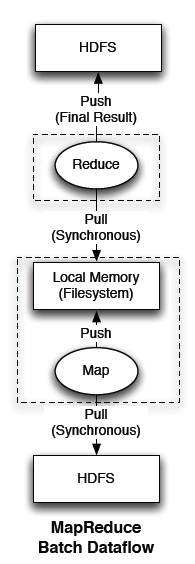 HDFS
Push
(Final Result)
Reduce
Pull
(Synchronous)
Local Memory
(Filesystem)
Push
Map
Pull
(Synchronous)
HDFS
MapReduce
Batch Dataflow